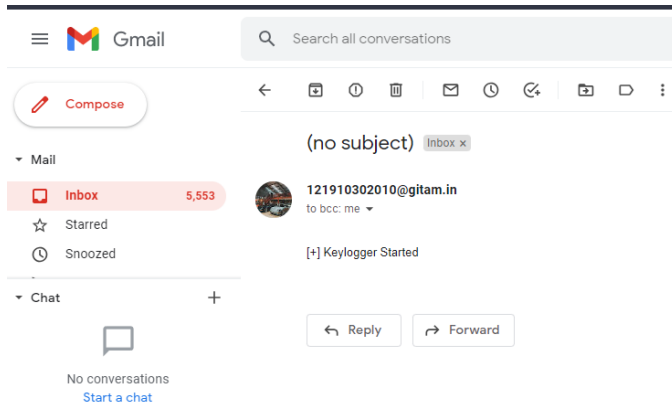 Gmail
Search all conversations
Compose
(no subject) Inbox x
Mail
Inbox 5,553
121910302010@gitam.in
to bcc: me
Starred
Snoozed
[+] Keylogger Started
Chat +
Reply Forward
No conversations
Start a chat